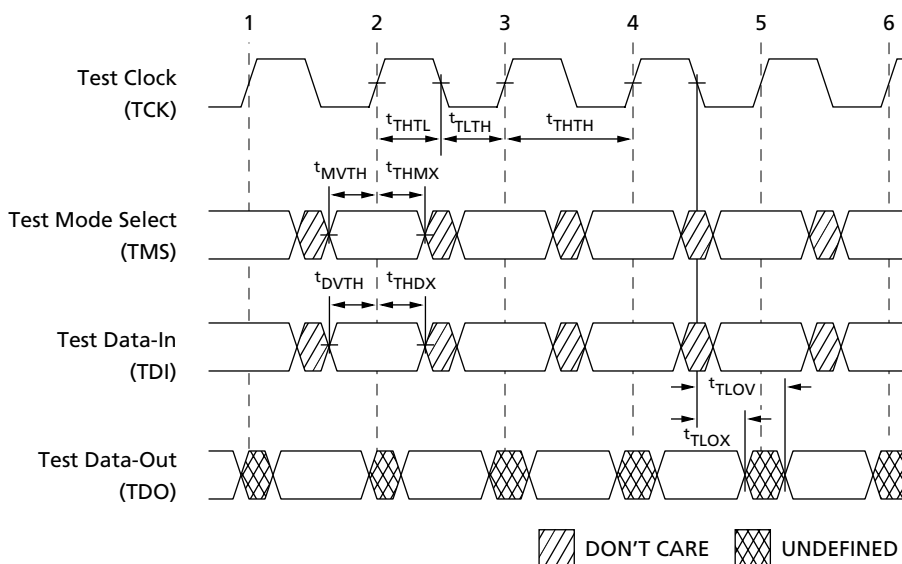 1 2 3 4 5 6
Test Clock
(TCK)
tTHTL tTLTH tTHTH
tMVTH tTHMX
Test Mode Select
(TMS)
tDVTH tTHDX
Test Data-In
(TDI)
tTLOV
tTLOX
Test Data-Out
(TDO)
DON'T CARE UNDEFINED